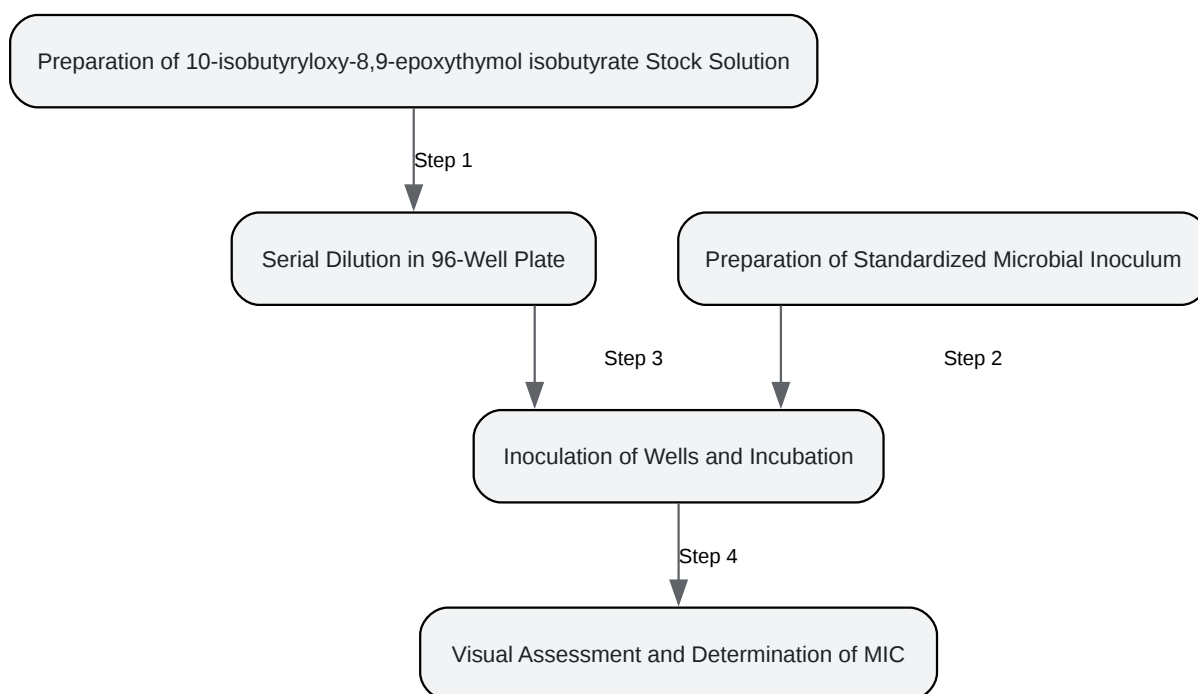 Preparation of 10-isobutyryloxy-8,9-epoxythymol isobutyrate Stock Solution
Step 1
Serial Dilution in 96-Well Plate
Preparation of Standardized Microbial Inoculum
Step 3
Step 2
Inoculation of Wells and Incubation
Step 4
Visual Assessment and Determination of MIC